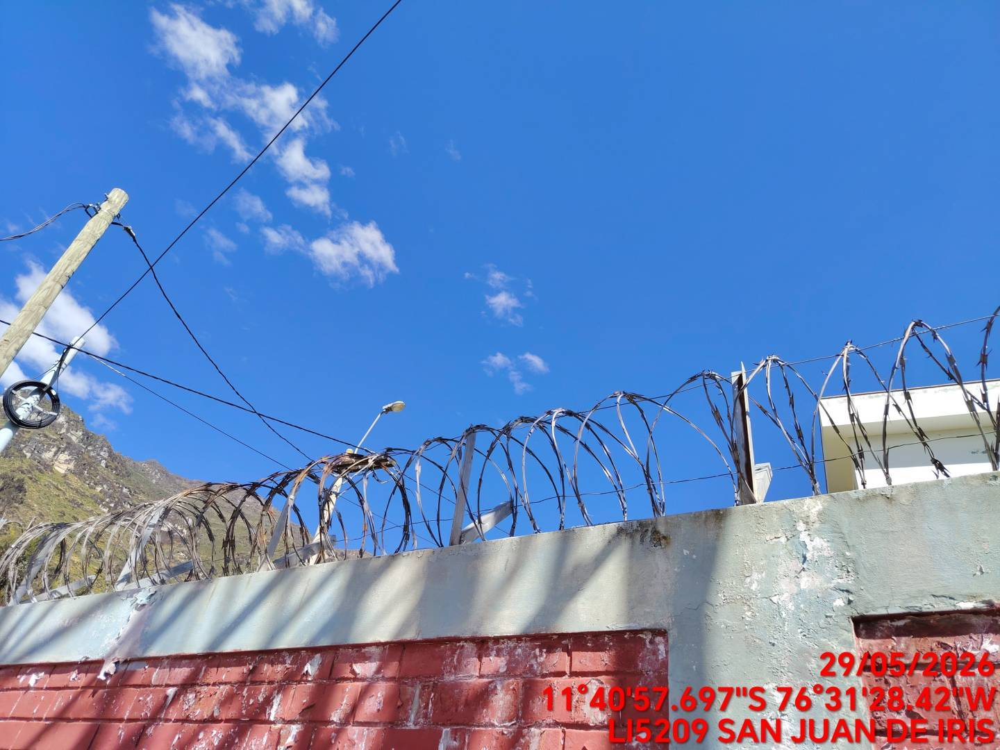 29/05/2026
11°40'57.697"S 76°31'28.42"W
LI5209 SAN JUAN DE IRIS